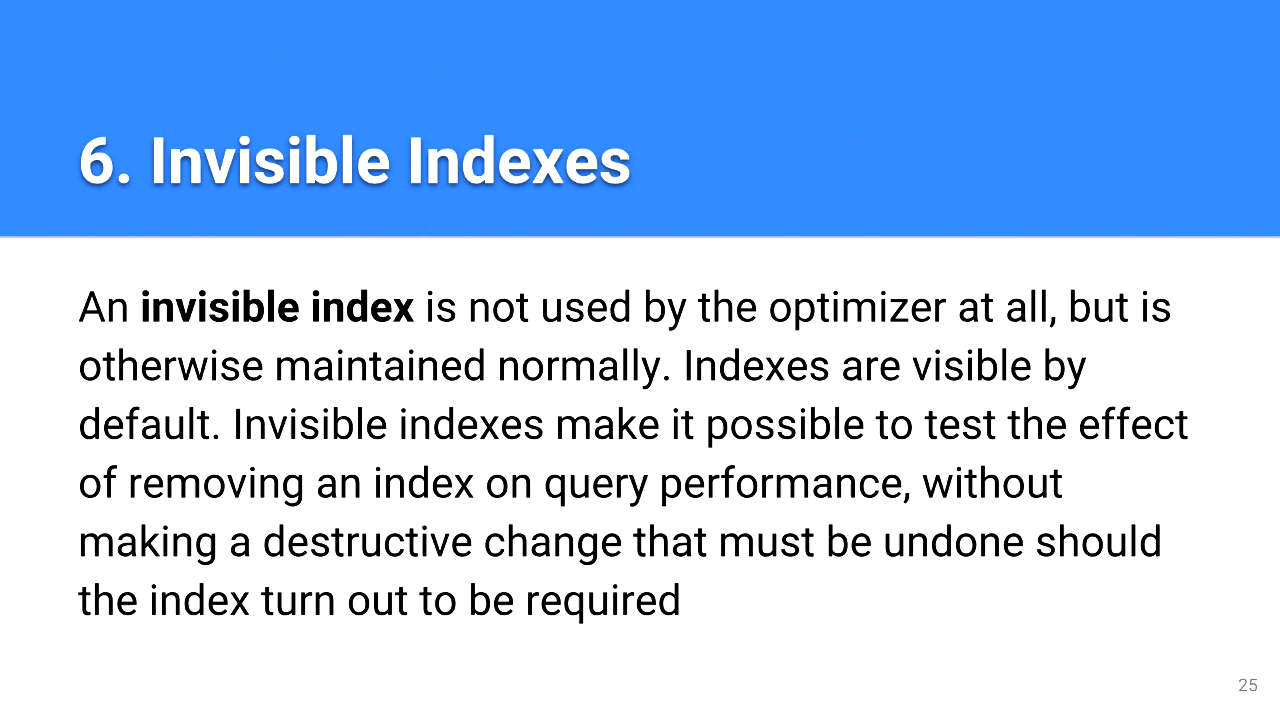 6. Invisible Indexes
An invisible index is not used by the optimizer at all, but is
otherwise maintained normally. Indexes are visible by
default. Invisible indexes make it possible to test the effect
of removing an index on query performance, without
making a destructive change that must be undone should
the index turn out to be required
25